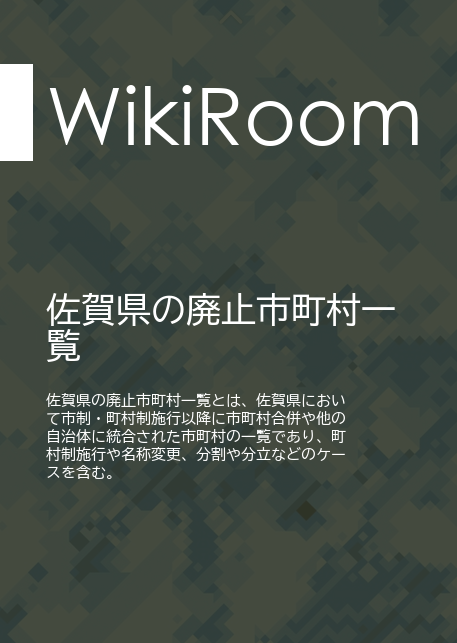 WikiRoom
佐賀県の廃止市町村一
覧
佐賀県の廃止市町村一覧とは、佐賀県におい
て市制・町村制施行以降に市町村合併や他の
自治体に統合された市町村の一覧であり、町
村制施行や名称変更、分割や分立などのケー
スを含む。